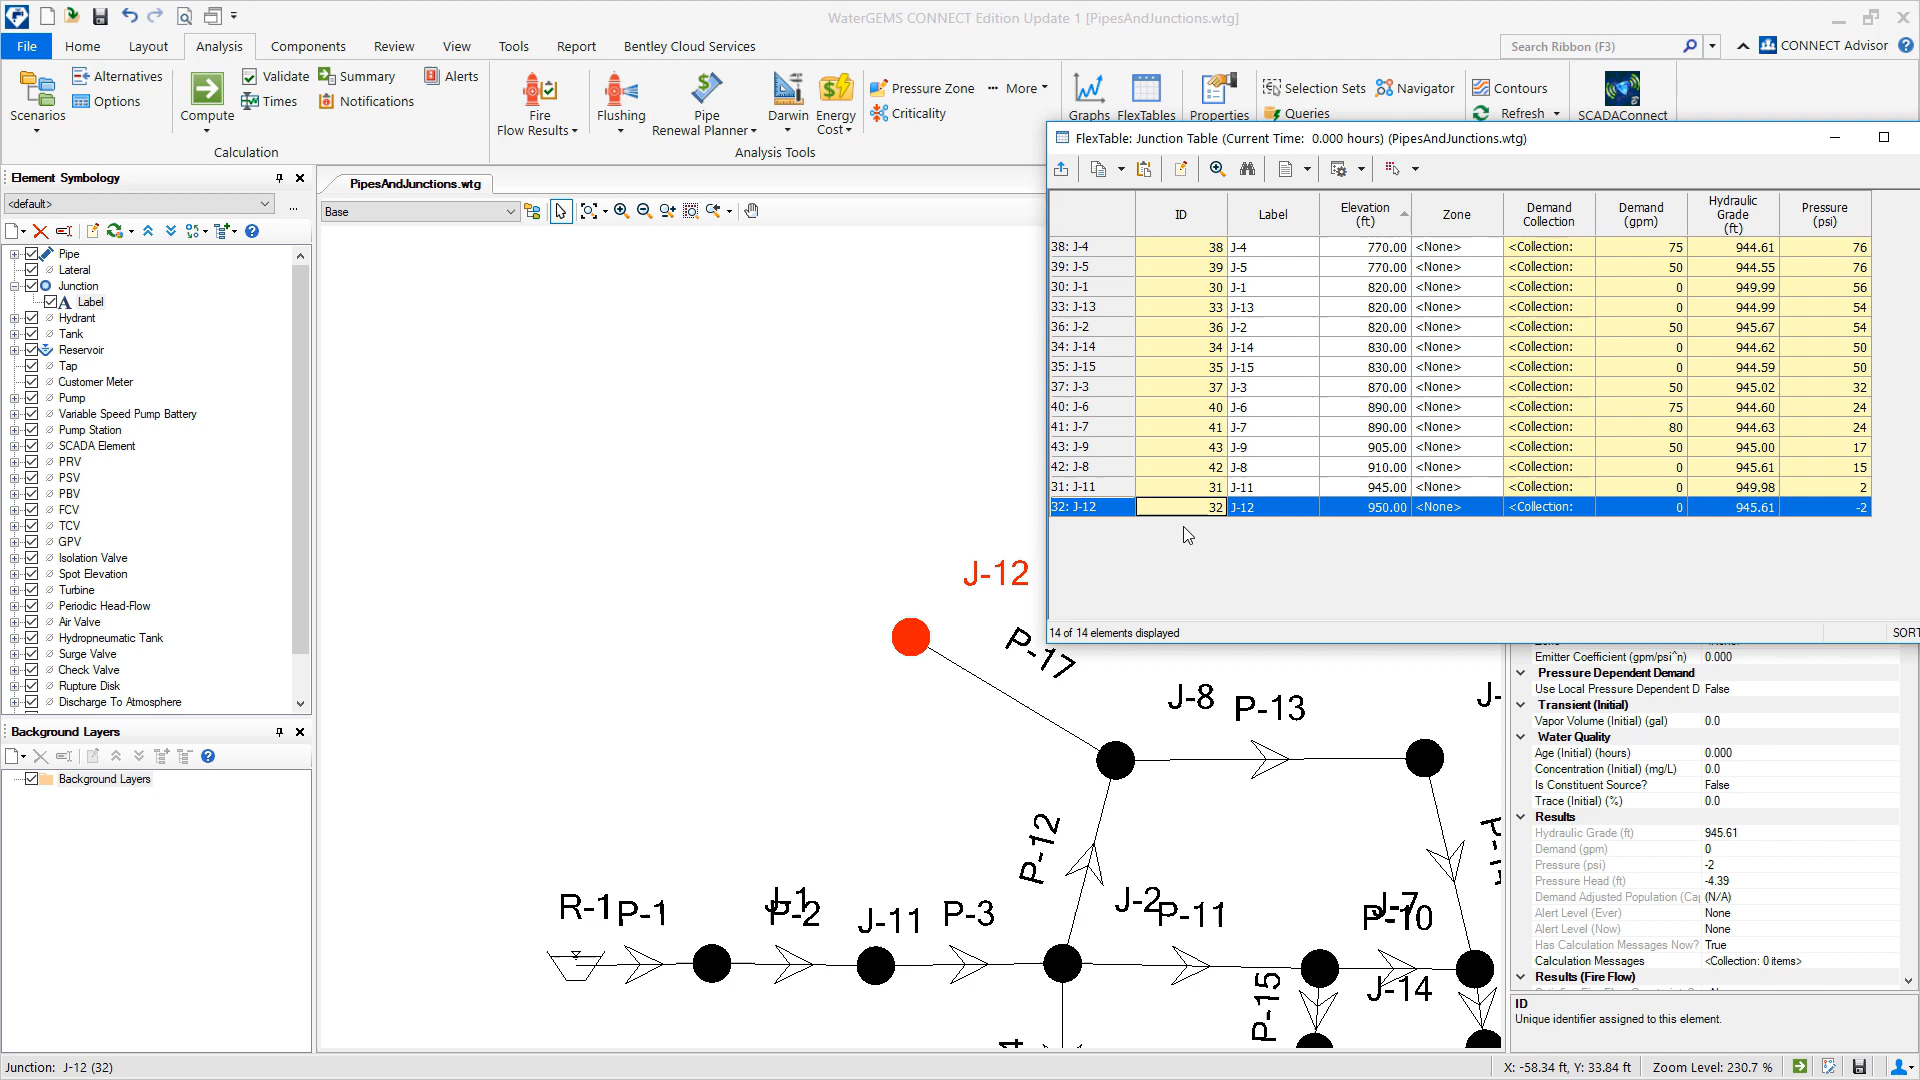 WaterGEMS CONNECT Edition Update 1 [PipesAndJunctions.wtg]
File Home Layout Analysis Components Review View Tools Report Bentley Cloud Services Search Ribbon (F3) CONNECT Advisor
Scenarios Alternatives Options Compute Validate Times Summary Notifications Alerts
Calculation
Fire Flow Results Flushing Pipe Renewal Planner Darwin Energy Cost Pressure Zone Criticality More
Analysis Tools
Graphs FlexTables Properties Selection Sets Queries Navigator Contours Refresh SCADAConnect
Element Symbology
<default>
...
Pipe
Lateral
Junction
Label
Hydrant
Tank
Reservoir
Tap
Customer Meter
Pump
Variable Speed Pump Battery
Pump Station
SCADA Element
PRV
PSV
PBV
FCV
TCV
GPV
Isolation Valve
Spot Elevation
Turbine
Periodic Head-Flow
Air Valve
Hydropneumatic Tank
Surge Valve
Check Valve
Rupture Disk
Discharge To Atmosphere
Background Layers
Background Layers
PipesAndJunctions.wtg
Base
FlexTable: Junction Table (Current Time: 0.000 hours) (PipesAndJunctions.wtg)
ID Label Elevation (ft) Zone Demand Collection Demand (gpm) Hydraulic Grade (ft) Pressure (psi)
38: J-4 38 J-4 770.00 <None> <Collection: 75 944.61 76
39: J-5 39 J-5 770.00 <None> <Collection: 50 944.55 76
30: J-1 30 J-1 820.00 <None> <Collection: 0 949.99 56
33: J-13 33 J-13 820.00 <None> <Collection: 0 944.99 54
36: J-2 36 J-2 820.00 <None> <Collection: 50 945.67 54
34: J-14 34 J-14 830.00 <None> <Collection: 0 944.62 50
35: J-15 35 J-15 830.00 <None> <Collection: 0 944.59 50
37: J-3 37 J-3 870.00 <None> <Collection: 50 945.02 32
40: J-6 40 J-6 890.00 <None> <Collection: 75 944.60 24
41: J-7 41 J-7 890.00 <None> <Collection: 80 944.63 24
43: J-9 43 J-9 905.00 <None> <Collection: 50 945.00 17
42: J-8 42 J-8 910.00 <None> <Collection: 0 945.61 15
31: J-11 31 J-11 945.00 <None> <Collection: 0 949.98 2
32: J-12 32 J-12 950.00 <None> <Collection: 0 945.61 -2
14 of 14 elements displayed SORT
J-12
P-17
J-8 P-13 J-
P-12
R-1 P-1 J-1 P-2 J-11 P-3 J-2 P-11 J-7 P-10
J-14
P-15
Emitter Coefficient (gpm/psi^n) 0.000
Pressure Dependent Demand
Use Local Pressure Dependent D False
Transient (Initial)
Vapor Volume (Initial) (gal) 0.0
Water Quality
Age (Initial) (hours) 0.000
Concentration (Initial) (mg/L) 0.0
Is Constituent Source? False
Trace (Initial) (%) 0.0
Results
Hydraulic Grade (ft) 945.61
Demand (gpm) 0
Pressure (psi) -2
Pressure Head (ft) -4.39
Demand Adjusted Population (Cap (N/A)
Alert Level (Ever) None
Alert Level (Now) None
Has Calculation Messages Now? True
Calculation Messages <Collection: 0 items>
Results (Fire Flow)
ID
Unique identifier assigned to this element.
Junction: J-12 (32) X: -58.34 ft, Y: 33.84 ft Zoom Level: 230.7 %